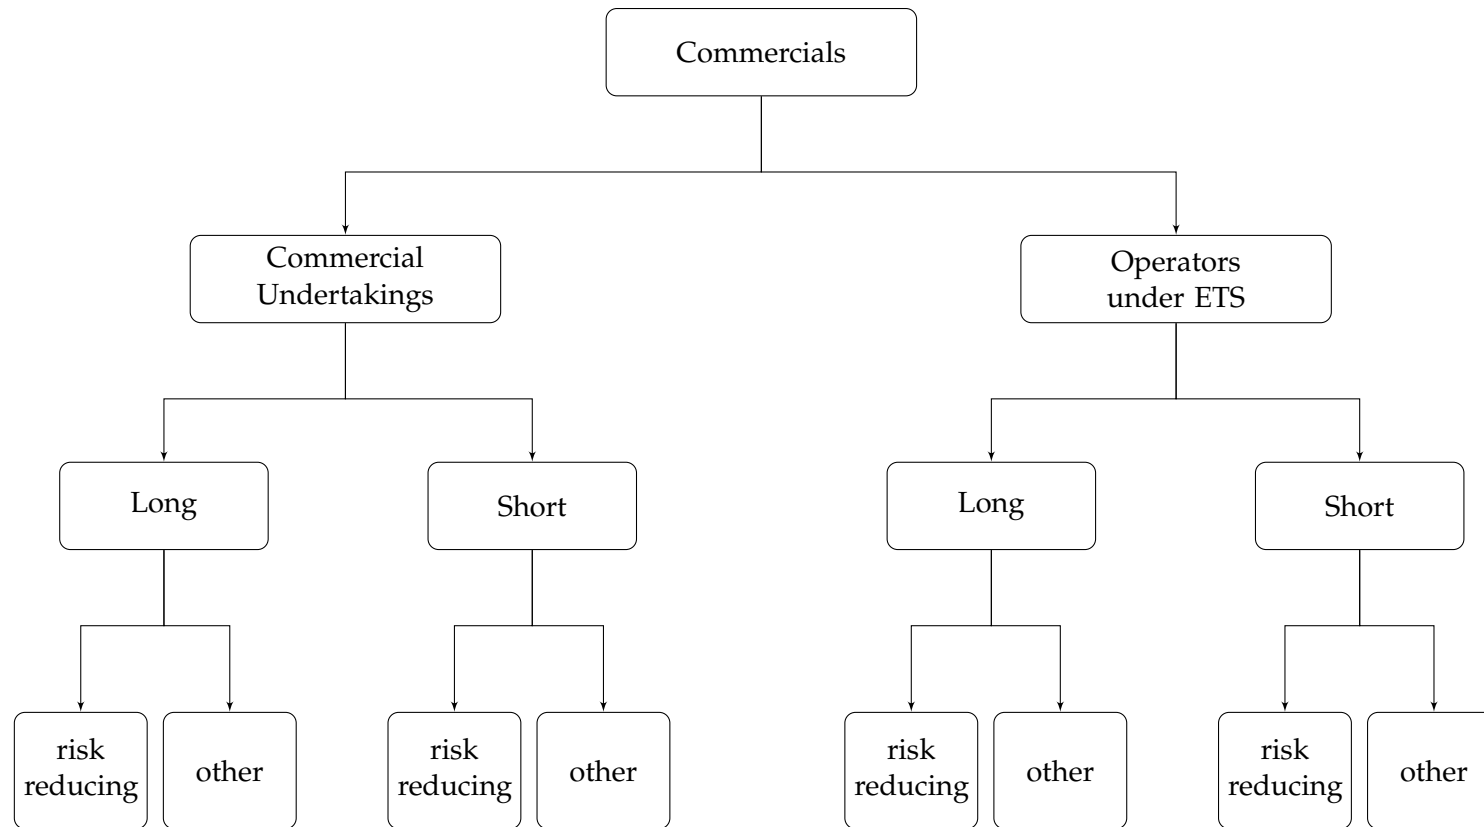 Commercials
Commercial
Undertakings
Operators
under ETS
Long
Short
Long
Short
risk
reducing
other
risk
reducing
other
risk
reducing
other
risk
reducing
other